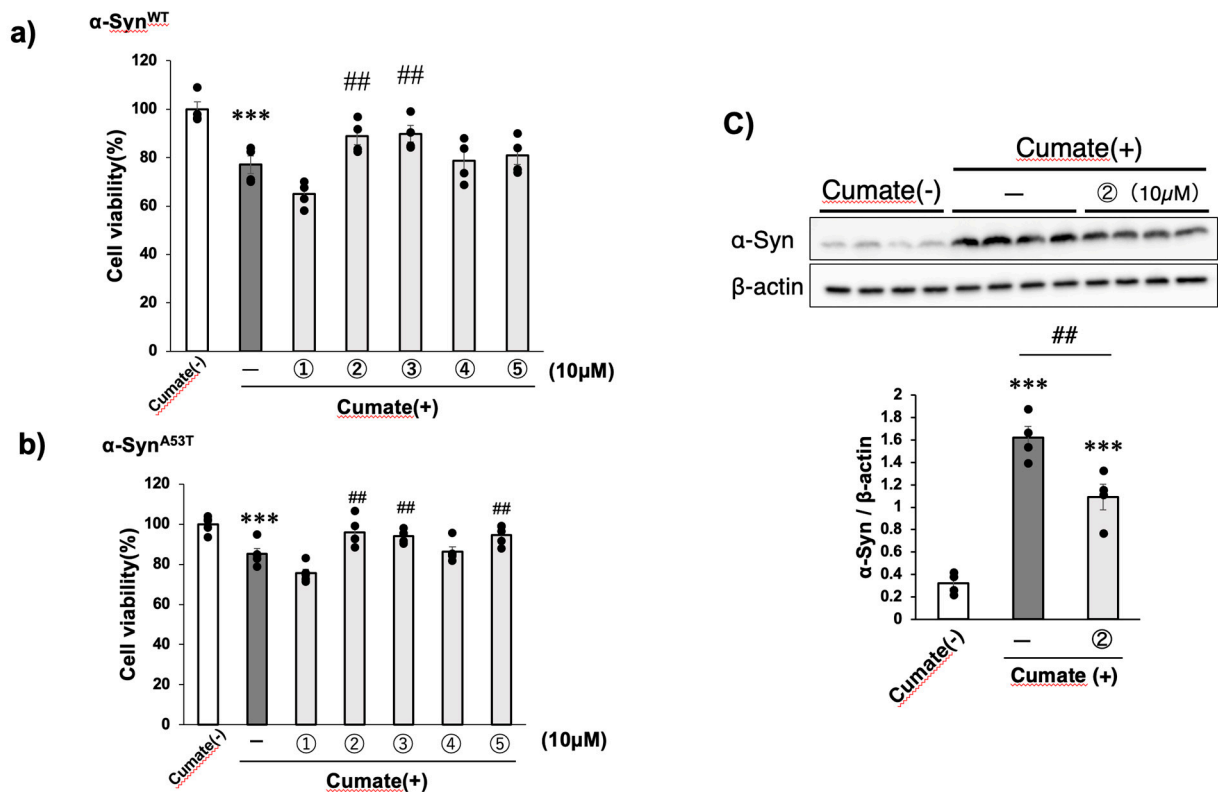 a)
α-Syn^WT
120
100
80
60
40
20
0
Cell viability(%)
***
##
##
Cumate(-)
—
①
②
③
④
⑤
(10μM)
Cumate(+)
b)
α-Syn^A53T
120
100
80
60
40
20
0
Cell viability(%)
***
##
##
##
Cumate(-)
—
①
②
③
④
⑤
(10μM)
Cumate(+)
C)
Cumate(+)
Cumate(-)
—
② (10μM)
α-Syn
β-actin
##
***
***
2
1.8
1.6
1.4
1.2
1
0.8
0.6
0.4
0.2
0
α-Syn / β-actin
Cumate(-)
—
②
Cumate (+)